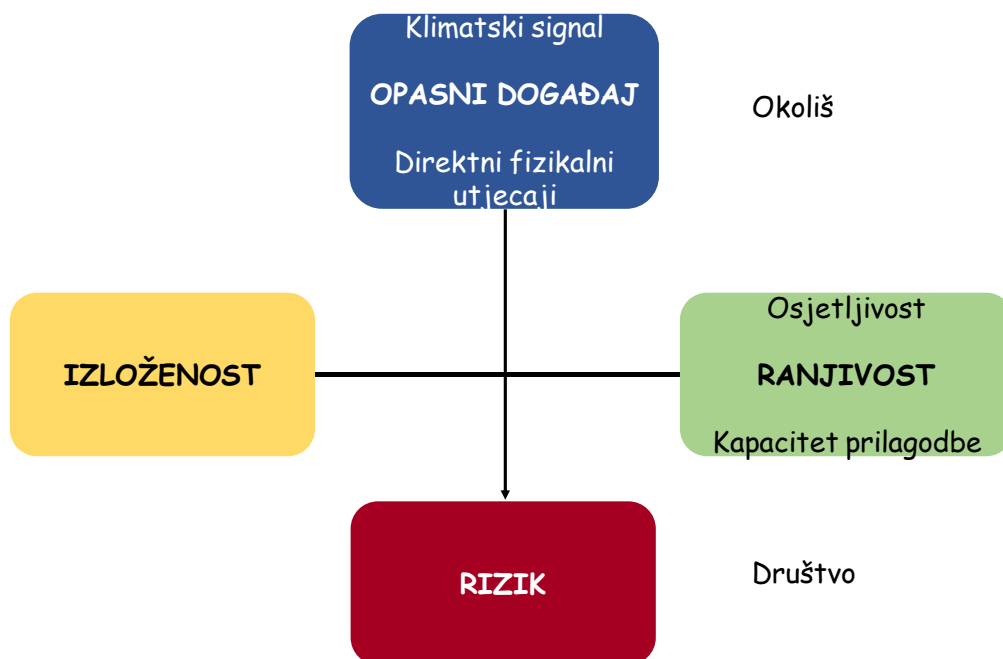 Klimatski signal
OPASNI DOGAĐAJ
Direktni fizikalni
utjecaji
Okoliš
IZLOŽENOST
Osjetljivost
RANJIVOST
Kapacitet prilagodbe
RIZIK
Društvo